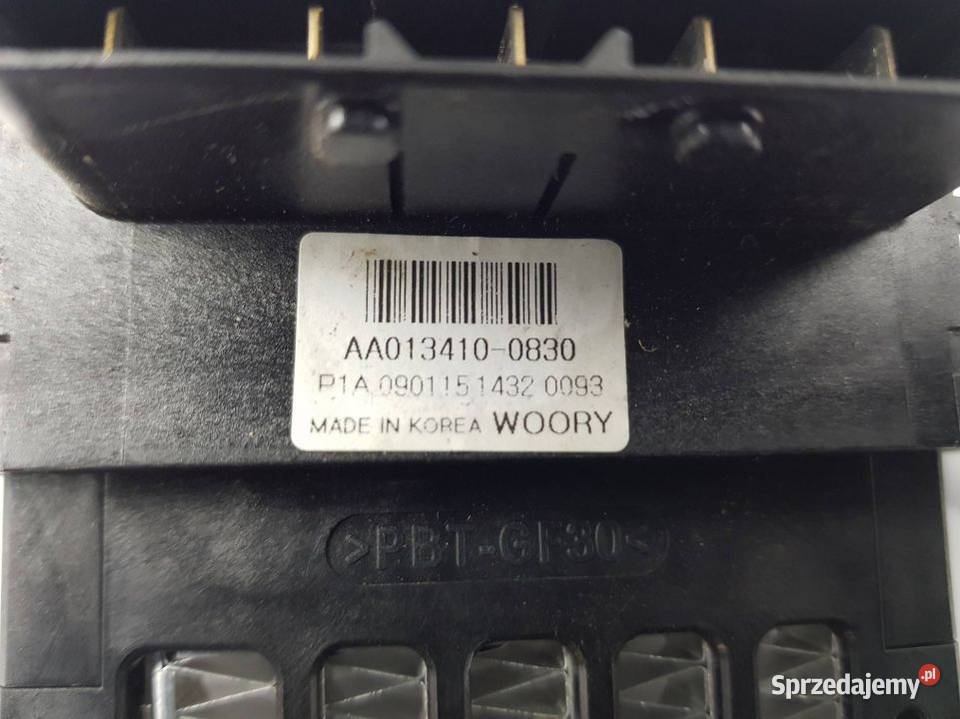 AA013410-0830
P1A 0901151432 0093
MADE IN KOREA WOORY
>PBT-GF30<
Sprzedajemy.pl